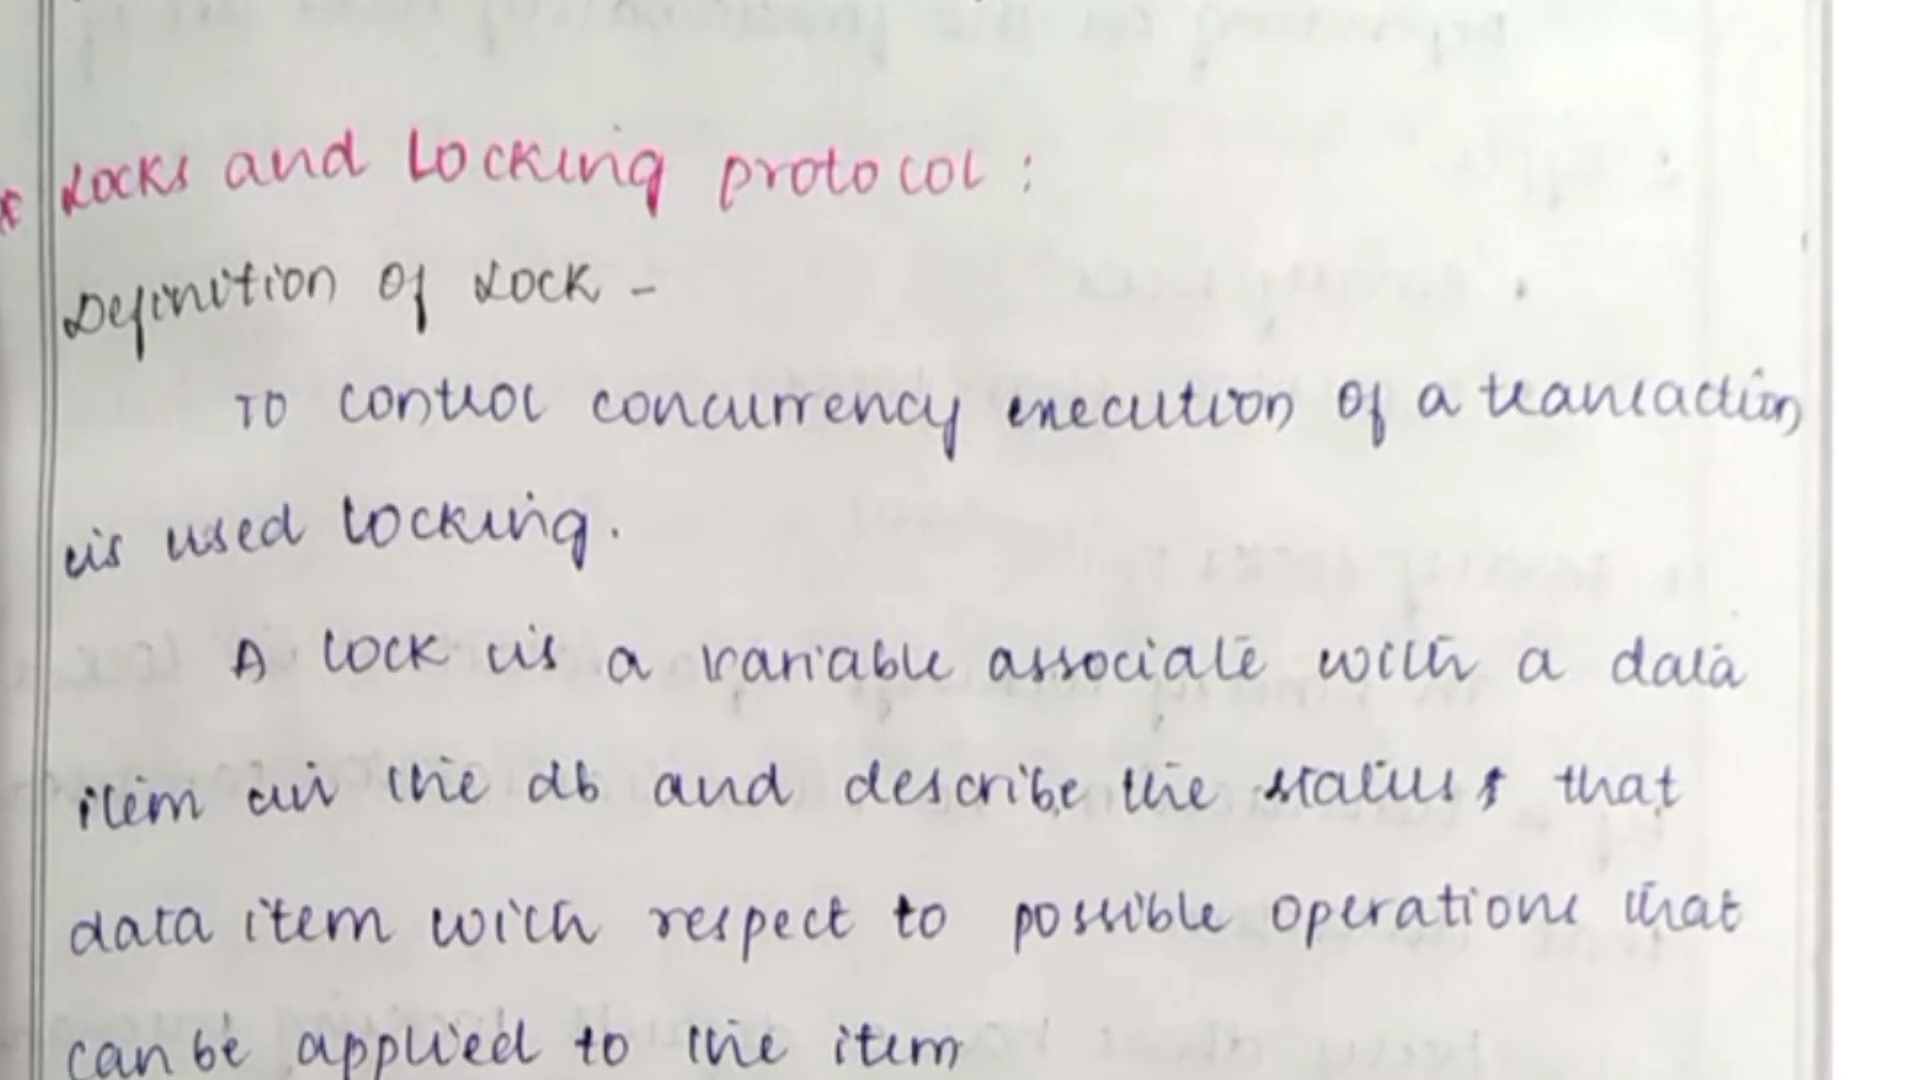 * Locks and Locking protocol :
Definition of Lock -
To control concurrency execution of a transaction
is used locking.
A lock is a variable associate with a data
item in the db and describe the status that
data item with respect to possible operations that
can be applied to the item